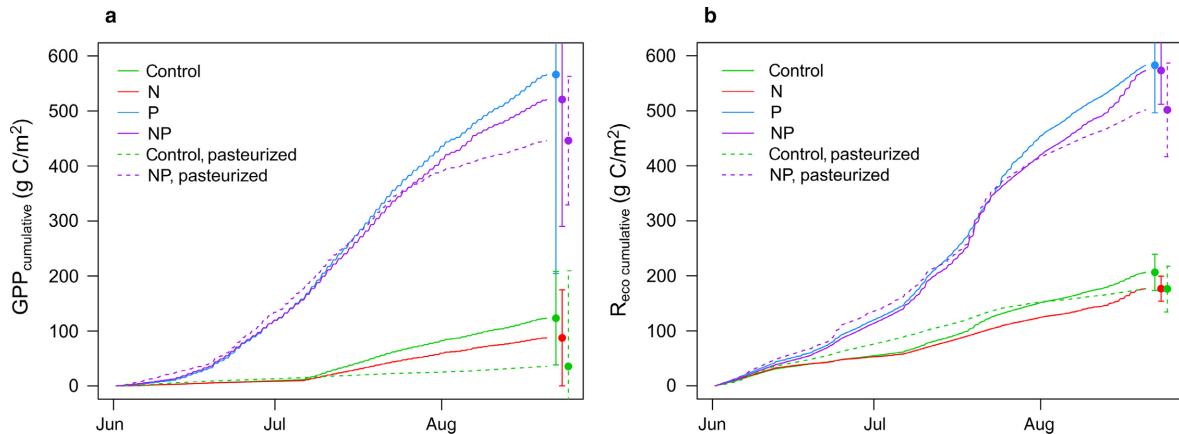 a
GPPcumulative (g C/m²)
600
500
400
300
200
100
0
Jun
Jul
Aug
Control
N
P
NP
Control, pasteurized
NP, pasteurized
b
Reco cumulative (g C/m²)
600
500
400
300
200
100
0
Jun
Jul
Aug
Control
N
P
NP
Control, pasteurized
NP, pasteurized